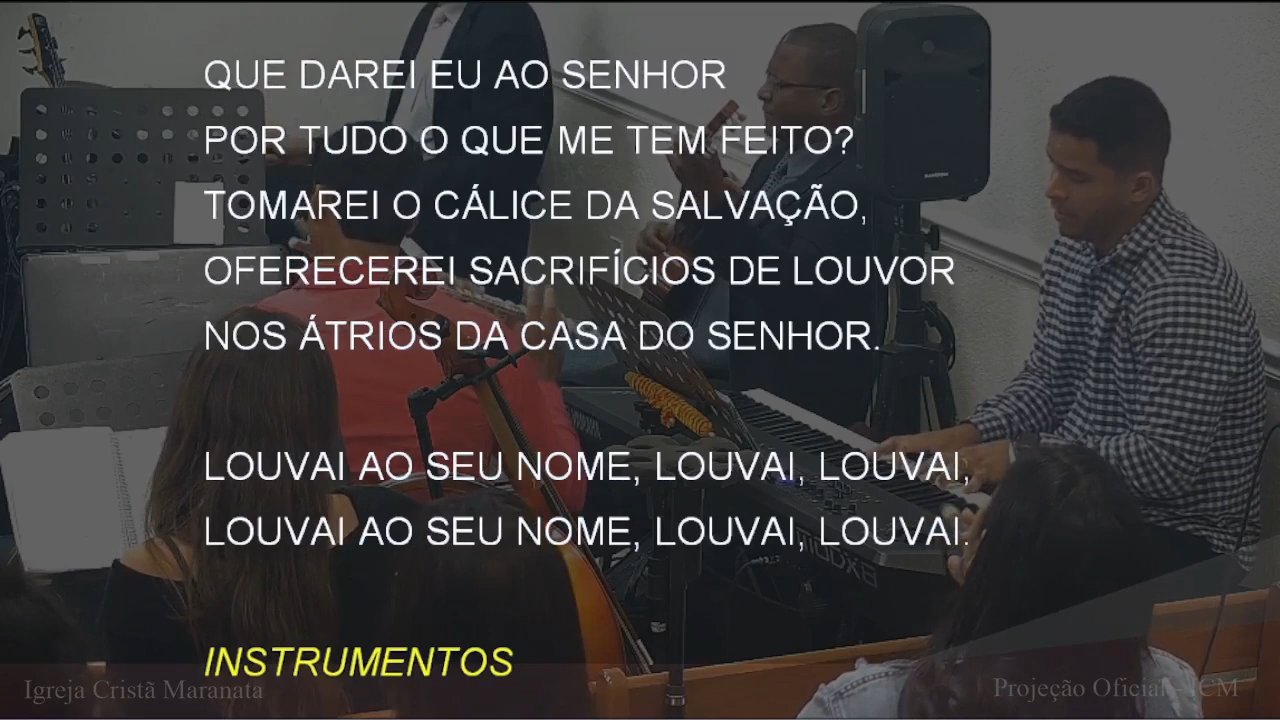 QUE DAREI EU AO SENHOR
POR TUDO O QUE ME TEM FEITO?
TOMAREI O CÁLICE DA SALVAÇÃO,
OFERECEREI SACRIFÍCIOS DE LOUVOR
NOS ÁTRIOS DA CASA DO SENHOR.
LOUVAI AO SEU NOME, LOUVAI, LOUVAI,
LOUVAI AO SEU NOME, LOUVAI, LOUVAI.
INSTRUMENTOS
Igreja Cristã Maranata
Projeção Oficial - ICM